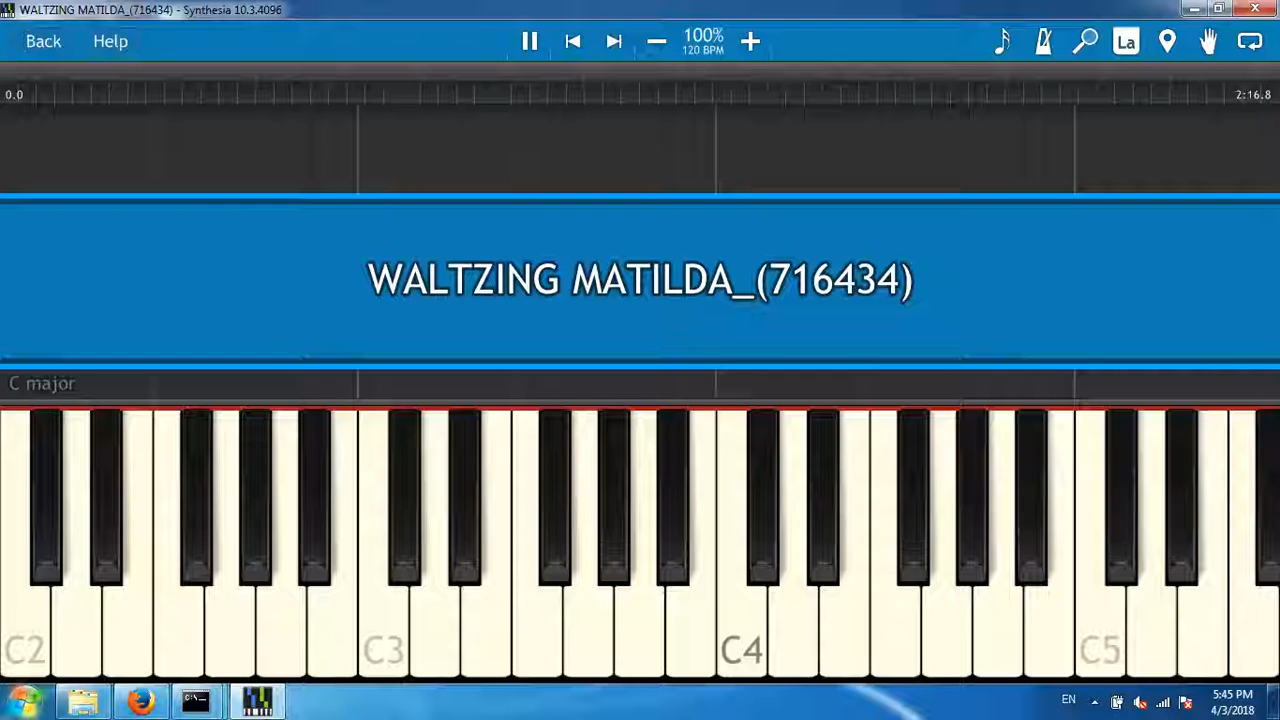 WALTZING MATILDA_(716434) - Synthesia 10.3.4096
Back Help 100% La
120 BPM
0.0 2:16.8
WALTZING MATILDA_(716434)
C major
C2 C3 C4 C5
EN 5:45 PM
4/3/2018